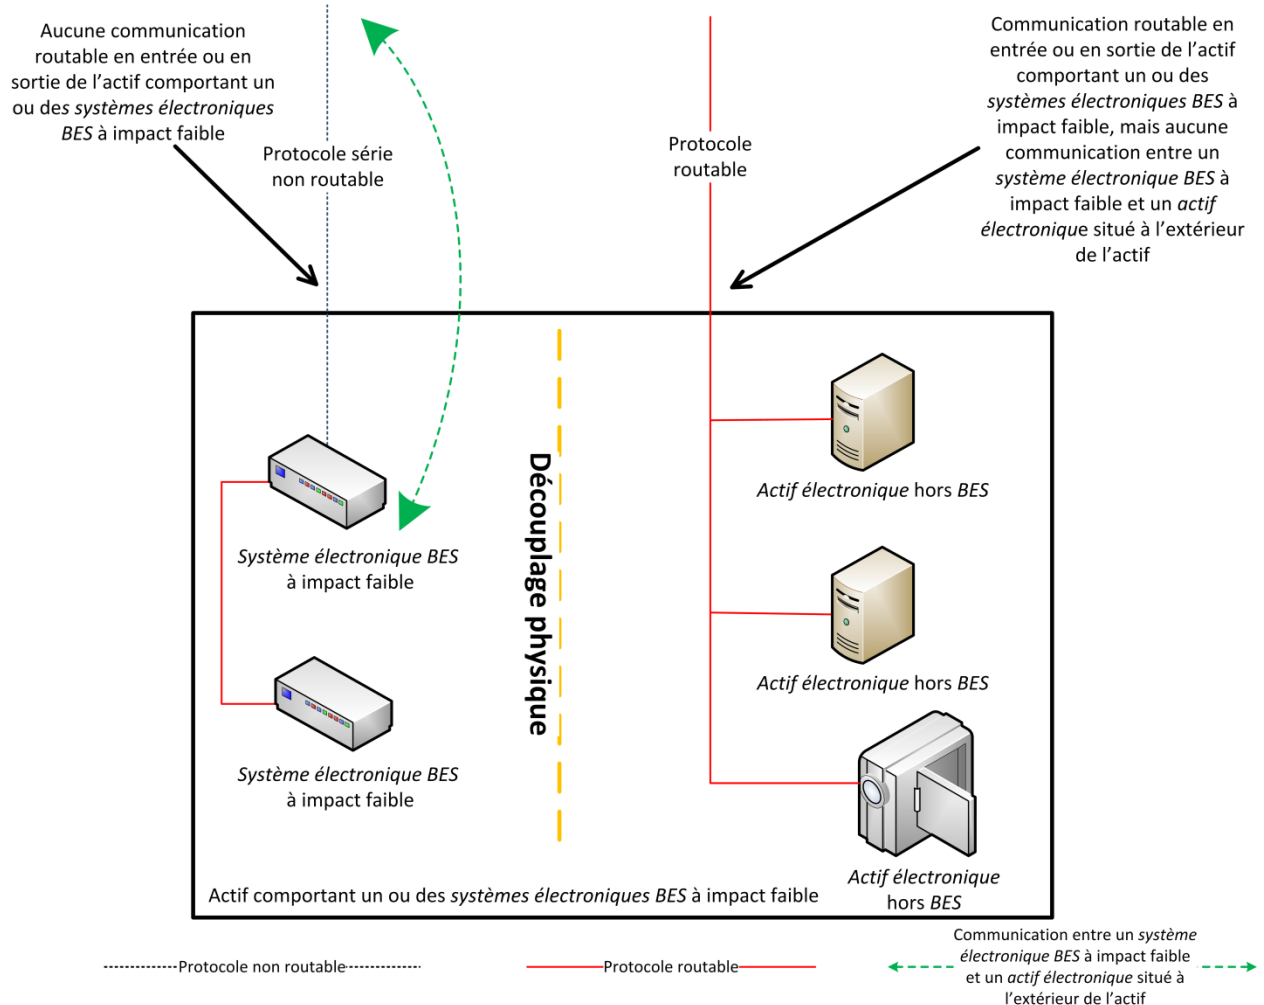 Aucune communication
routable en entrée ou en
sortie de l'actif comportant un
ou des systèmes électroniques
BES à impact faible
Protocole série
non routable
Protocole
routable
Communication routable en
entrée ou en sortie de l'actif
comportant un ou des
systèmes électroniques BES à
impact faible, mais aucune
communication entre un
système électronique BES à
impact faible et un actif
électronique situé à l'extérieur
de l'actif
Découplage physique
Système électronique BES
à impact faible
Système électronique BES
à impact faible
Actif électronique hors BES
Actif électronique hors BES
Actif électronique
hors BES
Actif comportant un ou des systèmes électroniques BES à impact faible
Protocole non routable
Protocole routable
Communication entre un système
électronique BES à impact faible
et un actif électronique situé à
l'extérieur de l'actif